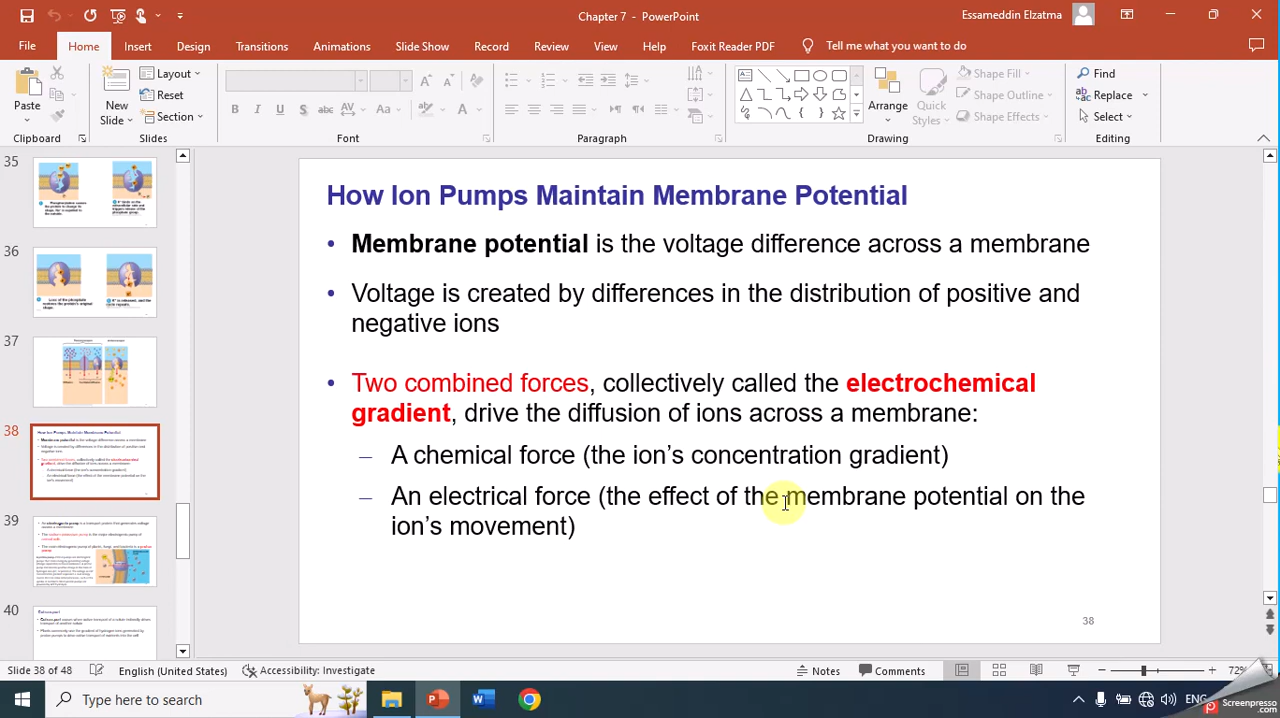 Chapter 7 - PowerPoint
Essameddin Elzatma
File Home Insert Design Transitions Animations Slide Show Record Review View Help Foxit Reader PDF Tell me what you want to do
Paste
New
Slide
Layout
Reset
Section
B I U S abc AV Aa A
Arrange
Quick
Styles
Shape Fill
Shape Outline
Shape Effects
Find
Replace
Select
Clipboard Slides Font Paragraph Drawing Editing
35
36
37
38
39
40
How Ion Pumps Maintain Membrane Potential
• Membrane potential is the voltage difference across a membrane
• Voltage is created by differences in the distribution of positive and
negative ions
• Two combined forces, collectively called the electrochemical
gradient, drive the diffusion of ions across a membrane:
– A chemical force (the ion’s concentration gradient)
– An electrical force (the effect of the membrane potential on the
ion’s movement)
38
Slide 38 of 48 English (United States) Accessibility: Investigate Notes Comments 72%
Type here to search
ENG
Screenpresso
.com